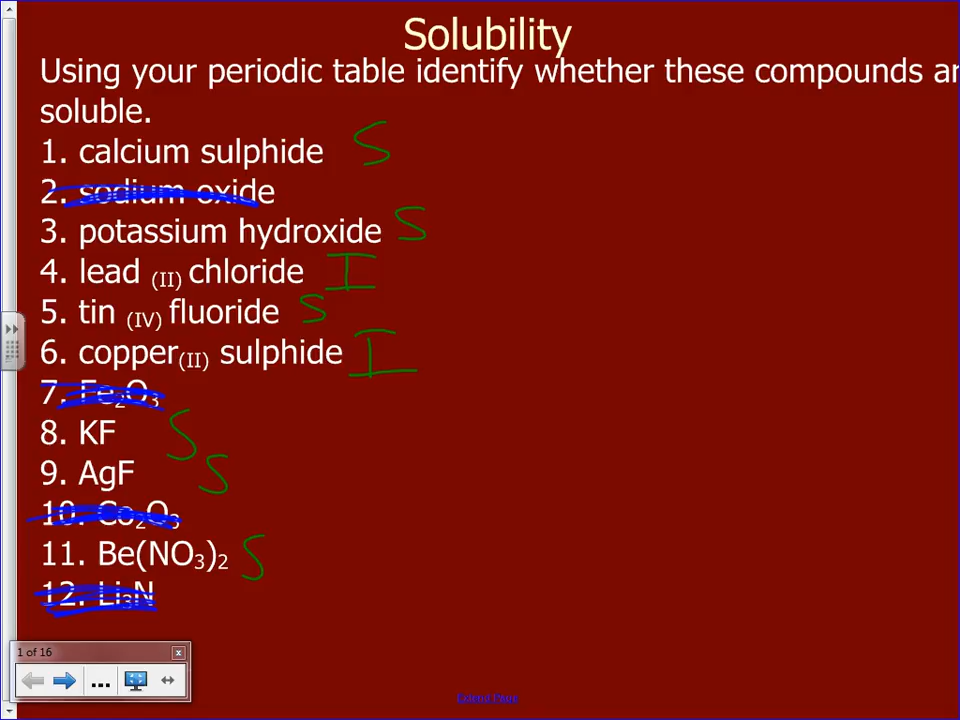 Solubility
Using your periodic table identify whether these compounds ar
soluble.
1. calcium sulphide S
2. sodium oxide
3. potassium hydroxide S
4. lead (II) chloride I
5. tin (IV) fluoride S
6. copper(II) sulphide I
7. Fe₂O₃
8. KF S
9. AgF S
10. Co₂O₃
11. Be(NO₃)₂ S
12. Li₃N
1 of 16 x
...
Extend Page